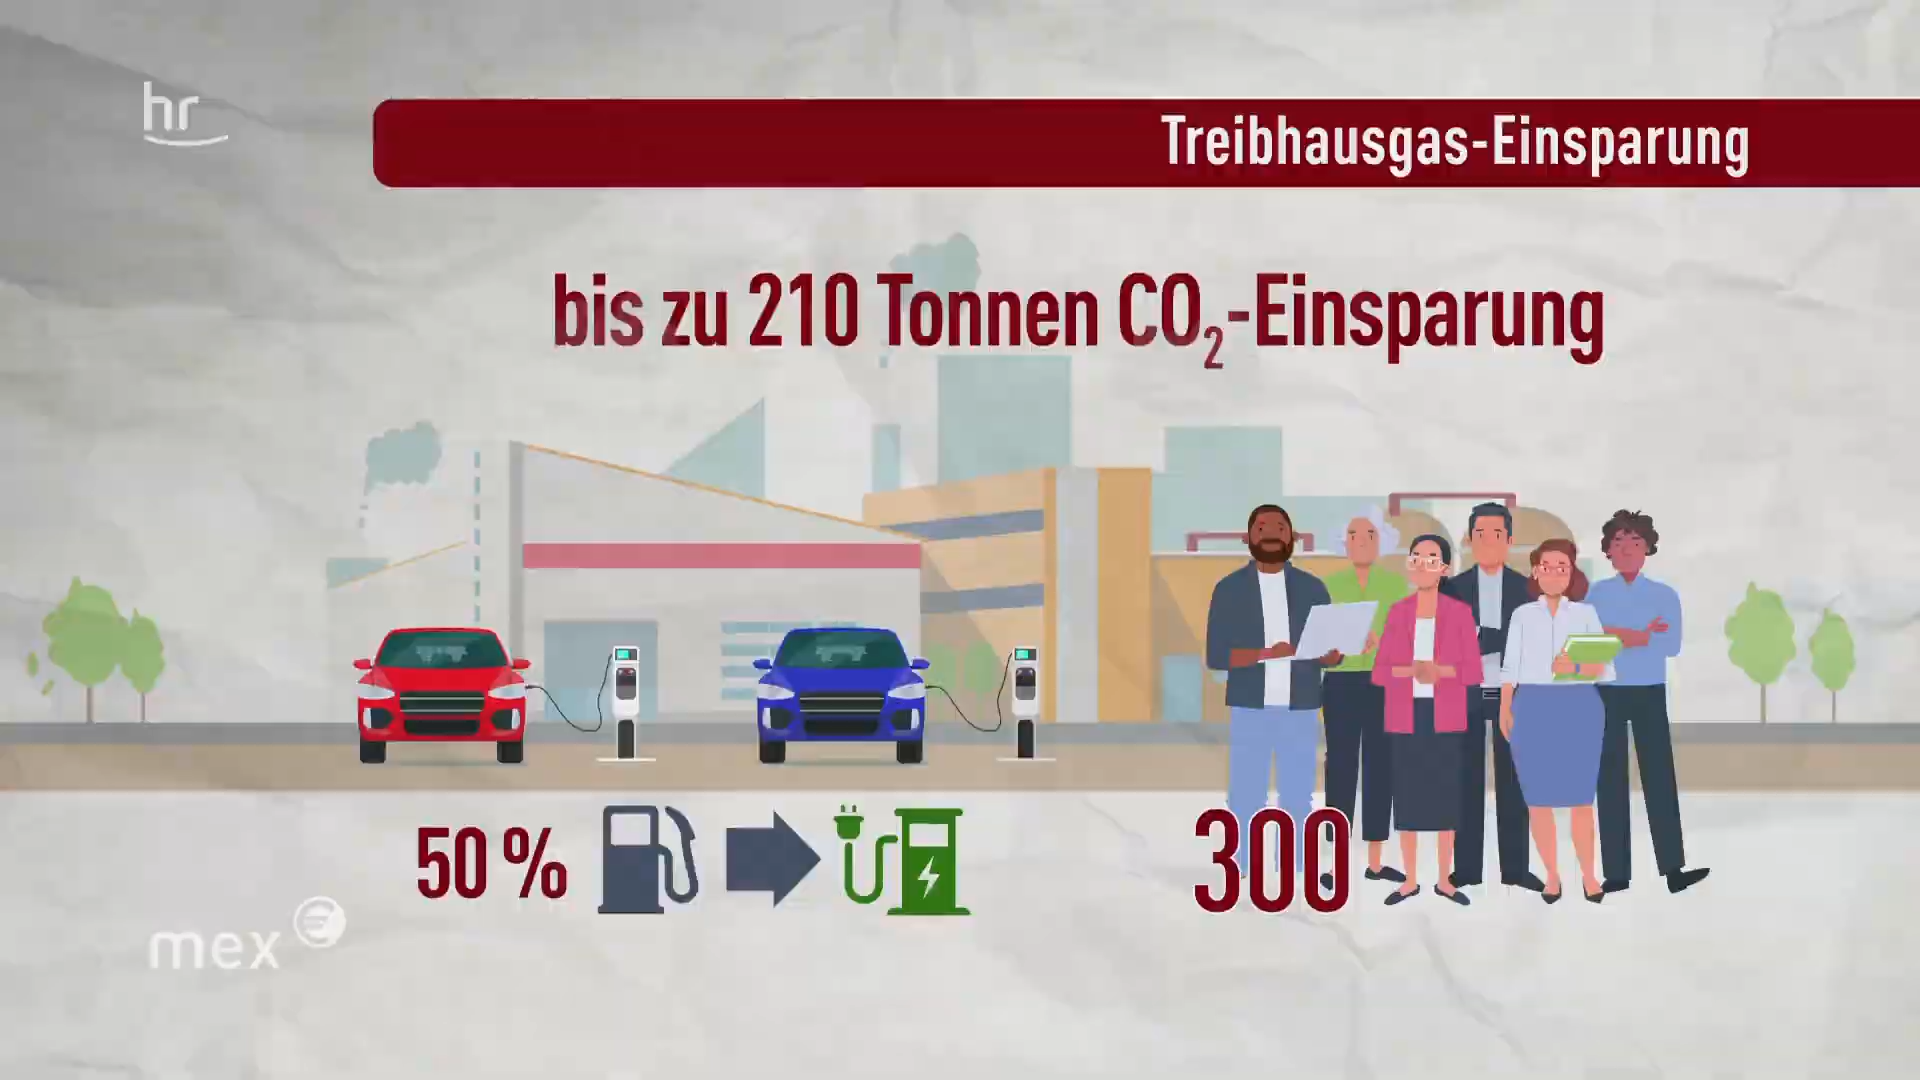 hr
Treibhausgas-Einsparung
bis zu 210 Tonnen CO₂-Einsparung
50 %
300
mex